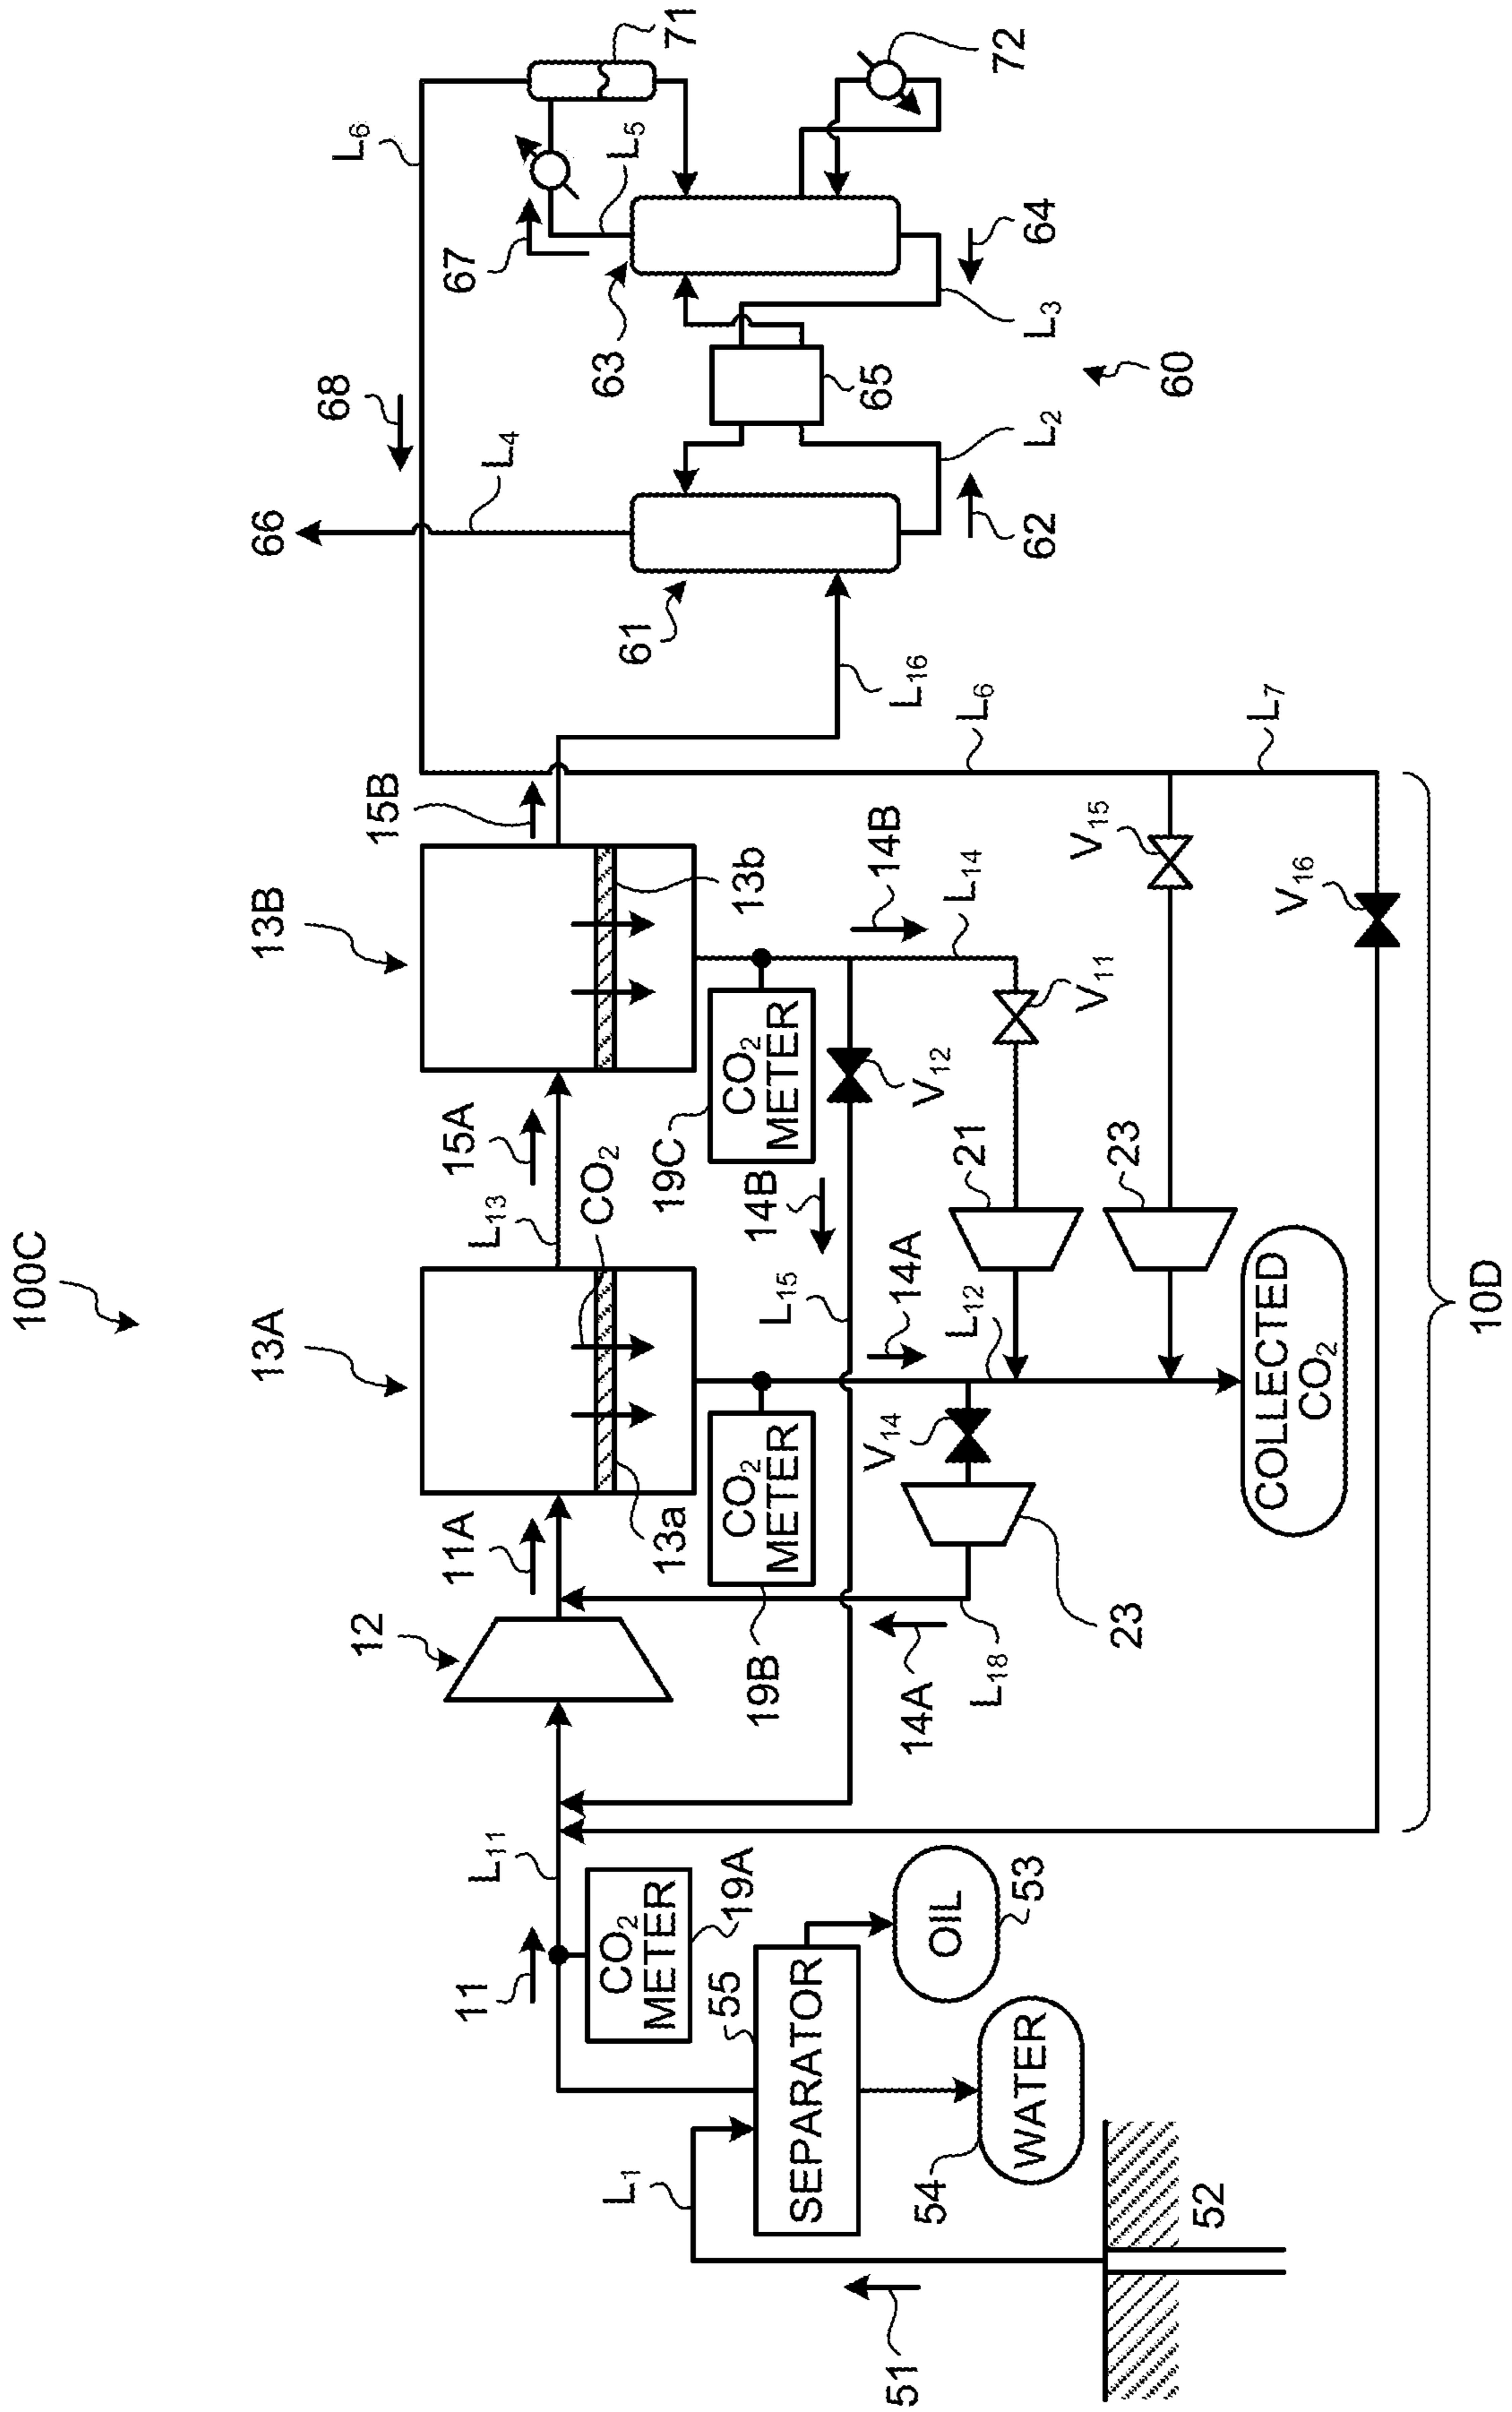 100C
13A
13B
15B
68
66
L₆
67
71
L₄
L₅
12
11A
L₁₃
15A
CO₂
11
L₁₁
13a
13b
61
63
65
72
CO₂
METER
19A
CO₂
METER
19B
CO₂
METER
19C
14B
L₁₅
14B
V₁₂
L₁₄
L₁₆
62
L₂
L₃
64
L₁
SEPARATOR
55
OIL
53
WATER
54
51
52
14A
L₁₈
23
V₁₄
14A
L₁₂
21
V₁₁
23
V₁₅
L₆
L₇
60
COLLECTED
CO₂
V₁₆
10D